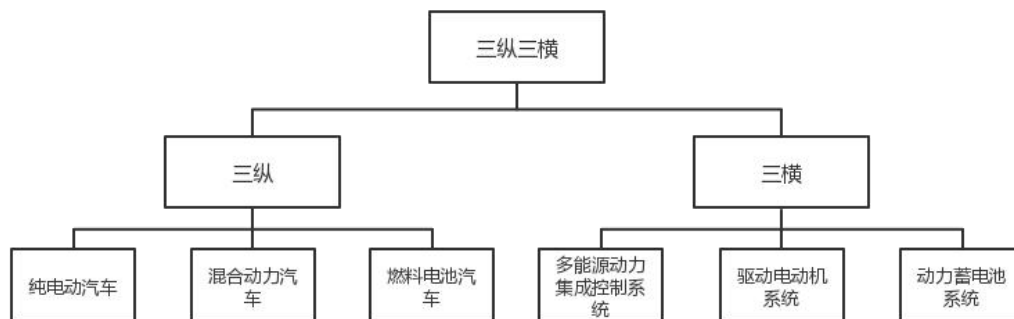 三纵三横
三纵
三横
纯电动汽车
混合动力汽
车
燃料电池汽
车
多能源动力
集成控制系
统
驱动电动机
系统
动力蓄电池
系统